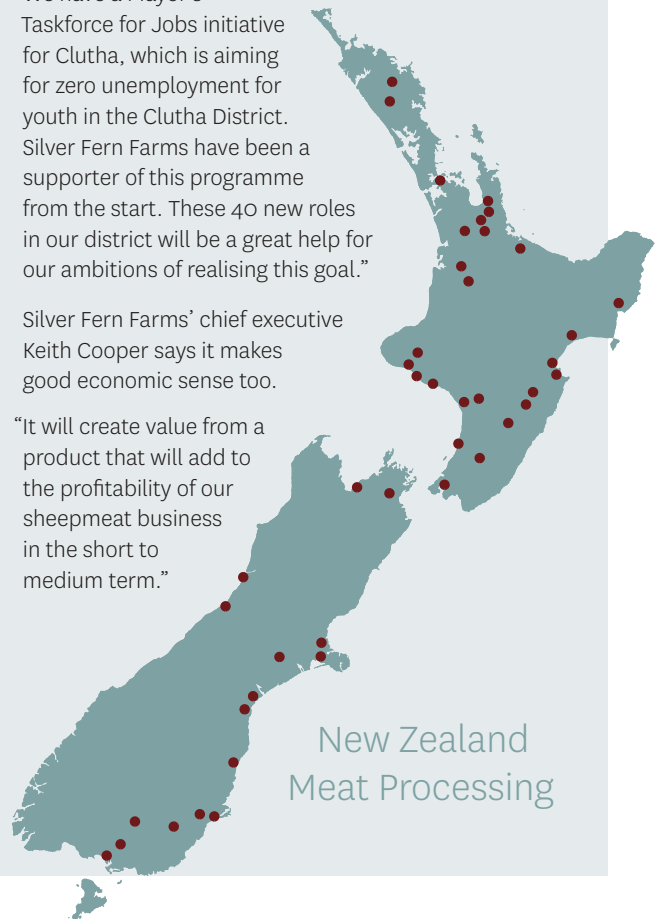 Taskforce for Jobs initiative
for Clutha, which is aiming
for zero unemployment for
youth in the Clutha District.
Silver Fern Farms have been a
supporter of this programme
from the start. These 40 new roles
in our district will be a great help for
our ambitions of realising this goal.”
Silver Fern Farms’ chief executive
Keith Cooper says it makes
good economic sense too.
“It will create value from a
product that will add to
the profitability of our
sheepmeat business
in the short to
medium term.”
New Zealand
Meat Processing